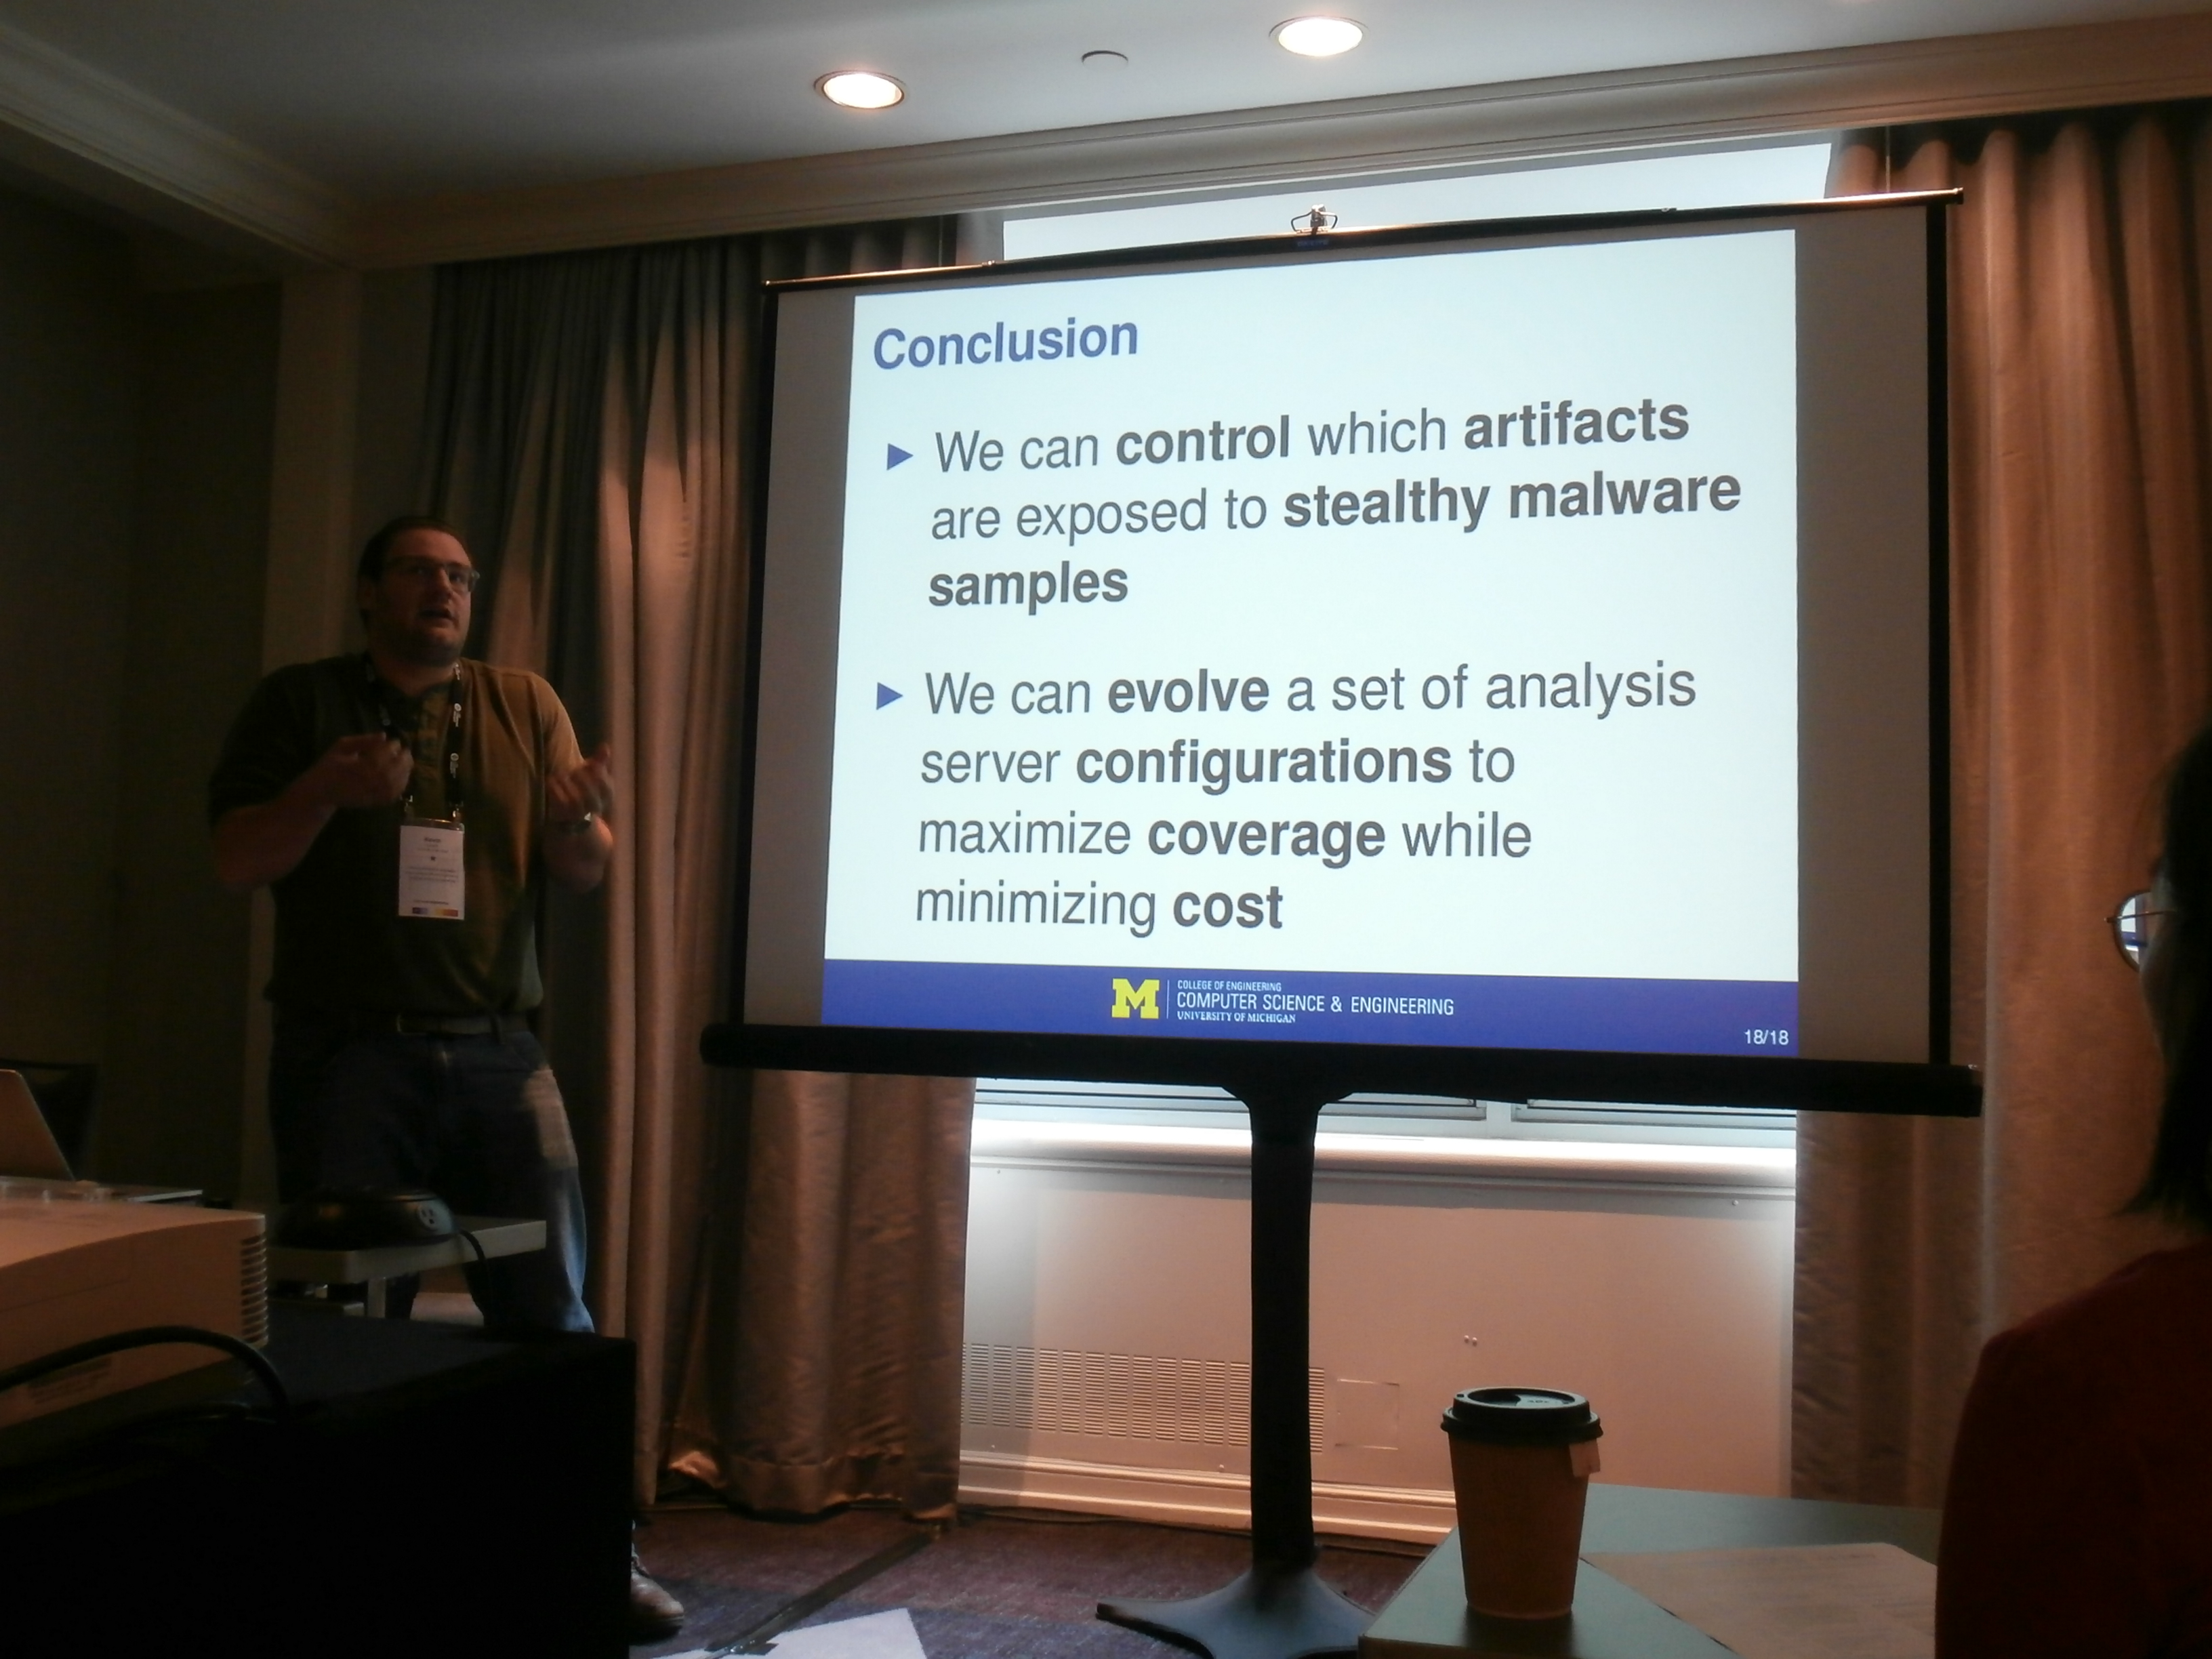 Conclusion
► We can control which artifacts
are exposed to stealthy malware
samples
► We can evolve a set of analysis
server configurations to
maximize coverage while
minimizing cost
M
COLLEGE OF ENGINEERING
COMPUTER SCIENCE & ENGINEERING
UNIVERSITY OF MICHIGAN
18/18